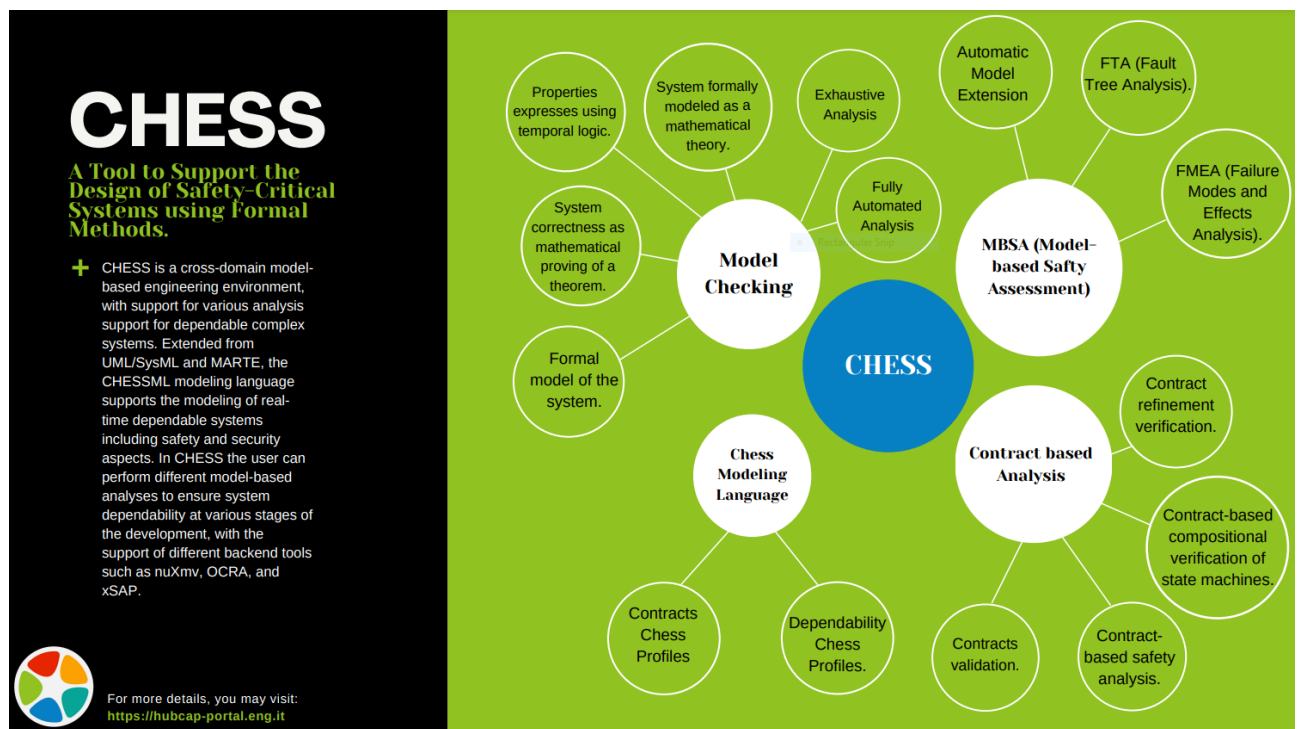 CHESS
A Tool to Support the
Design of Safety-Critical
Systems using Formal
Methods.
+ CHESS is a cross-domain model-
based engineering environment,
with support for various analysis
support for dependable complex
systems. Extended from
UML/SysML and MARTE, the
CHESSML modeling language
supports the modeling of real-
time dependable systems
including safety and security
aspects. In CHESS the user can
perform different model-based
analyses to ensure system
dependability at various stages of
the development, with the
support of different backend tools
such as nuXmv, OCRA, and
xSAP.
For more details, you may visit:
https://hubcap-portal.eng.it
Properties
expresses using
temporal logic.
System formally
modeled as a
mathematical
theory.
Exhaustive
Analysis
Fully
Automated
Analysis
Rectangular Snip
System
correctness as
mathematical
proving of a
theorem.
Model
Checking
Formal
model of the
system.
Automatic
Model
Extension
FTA (Fault
Tree Analysis).
FMEA (Failure
Modes and
Effects
Analysis).
MBSA (Model-
based Safty
Assessment)
CHESS
Chess
Modeling
Language
Contracts
Chess
Profiles
Dependability
Chess
Profiles.
Contract based
Analysis
Contract
refinement
verification.
Contract-based
compositional
verification of
state machines.
Contracts
validation.
Contract-
based safety
analysis.